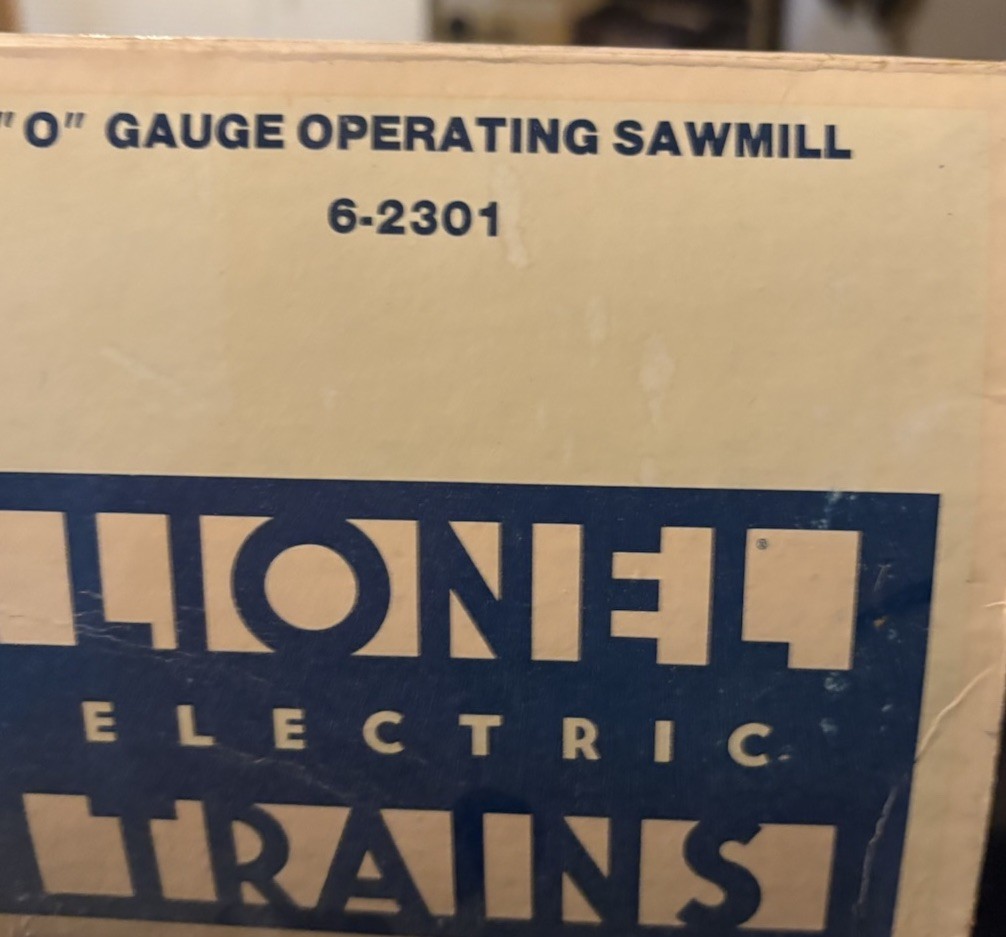 "O" GAUGE OPERATING SAWMILL
6-2301
LIONEL®
ELECTRIC
TRAINS